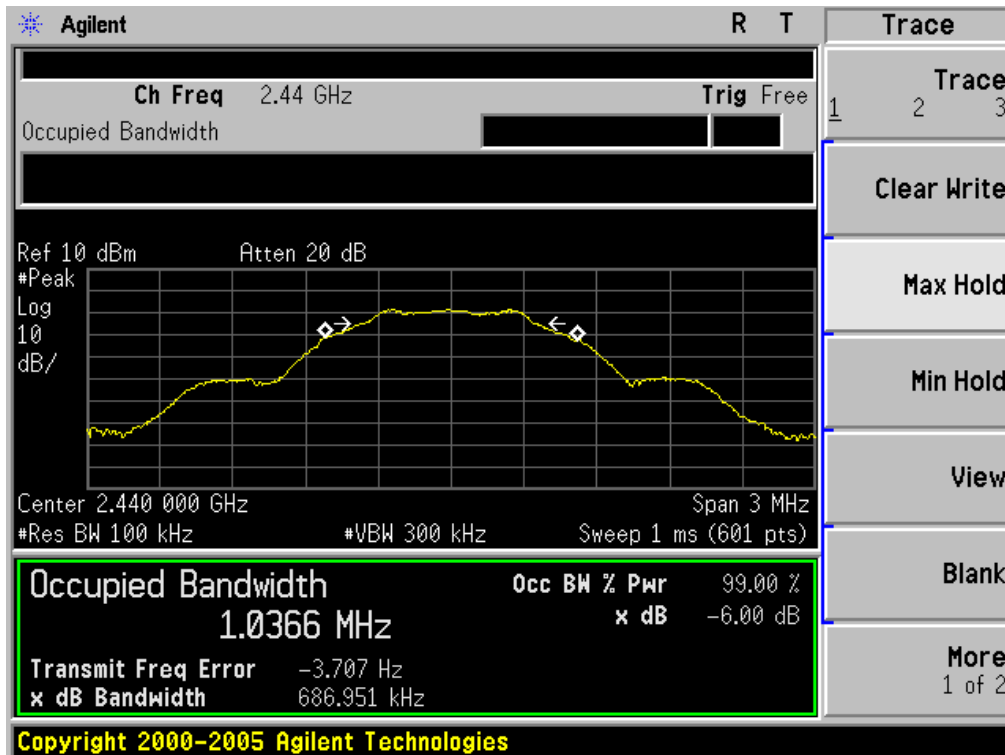 Agilent R T Trace
Ch Freq 2.44 GHz Trig Free
Occupied Bandwidth
Trace
1 2 3
Clear Write
Max Hold
Min Hold
View
Blank
More
1 of 2
Ref 10 dBm Atten 20 dB
#Peak
Log
10
dB/
Center 2.440 000 GHz Span 3 MHz
#Res BW 100 kHz #VBW 300 kHz Sweep 1 ms (601 pts)
Occupied Bandwidth Occ BW % Pwr 99.00 %
1.0366 MHz x dB -6.00 dB
Transmit Freq Error -3.707 Hz
x dB Bandwidth 686.951 kHz
Copyright 2000-2005 Agilent Technologies